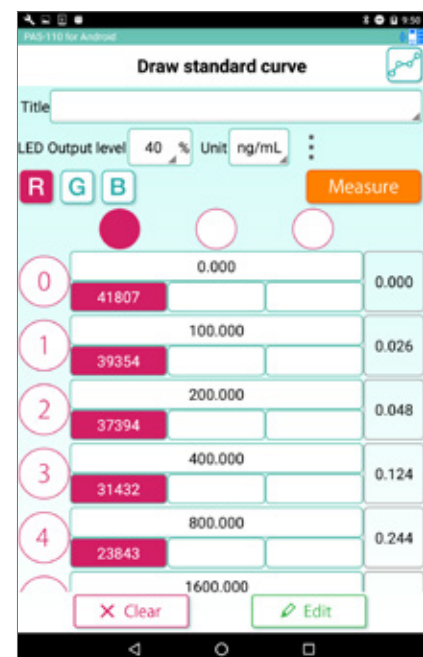 9:50
PAS-110 for Android
Draw standard curve
Title
LED Output level 40 % Unit ng/mL
R G B Measure
0.000
0 0.000
41807
100.000
1 0.026
39354
200.000
2 0.048
37394
400.000
3 0.124
31432
800.000
4 0.244
23843
1600.000
× Clear Edit